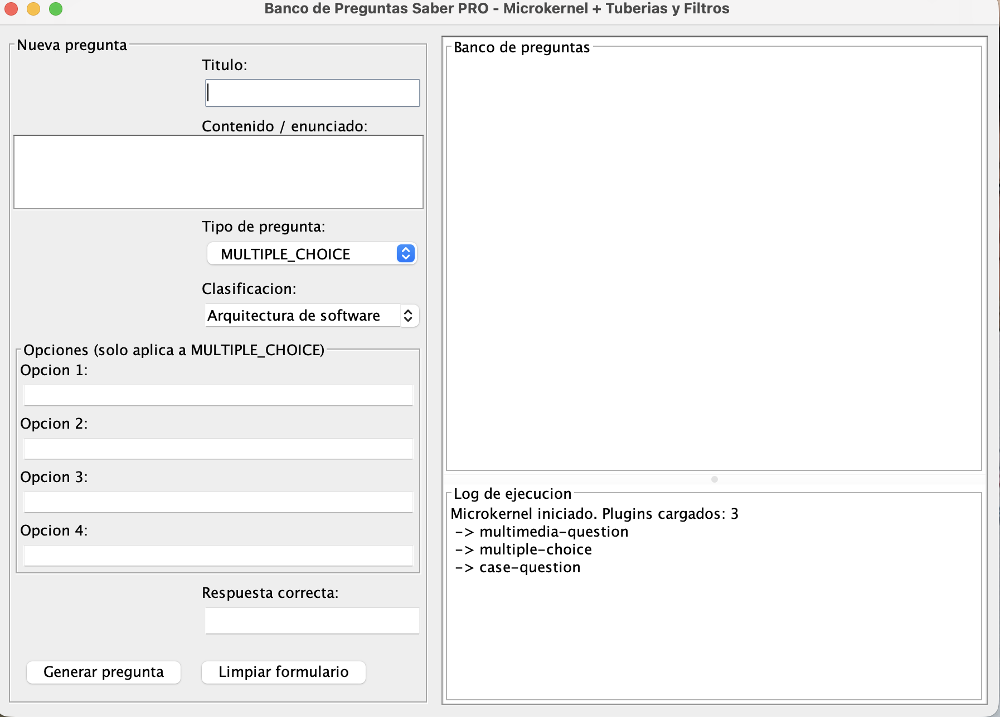 Banco de Preguntas Saber PRO - Microkernel + Tuberias y Filtros
Nueva pregunta
Titulo:
Contenido / enunciado:
Tipo de pregunta:
MULTIPLE_CHOICE
Clasificacion:
Arquitectura de software
Opciones (solo aplica a MULTIPLE_CHOICE)
Opcion 1:
Opcion 2:
Opcion 3:
Opcion 4:
Respuesta correcta:
Generar pregunta
Limpiar formulario
Banco de preguntas
Log de ejecucion
Microkernel iniciado. Plugins cargados: 3
-> multimedia-question
-> multiple-choice
-> case-question